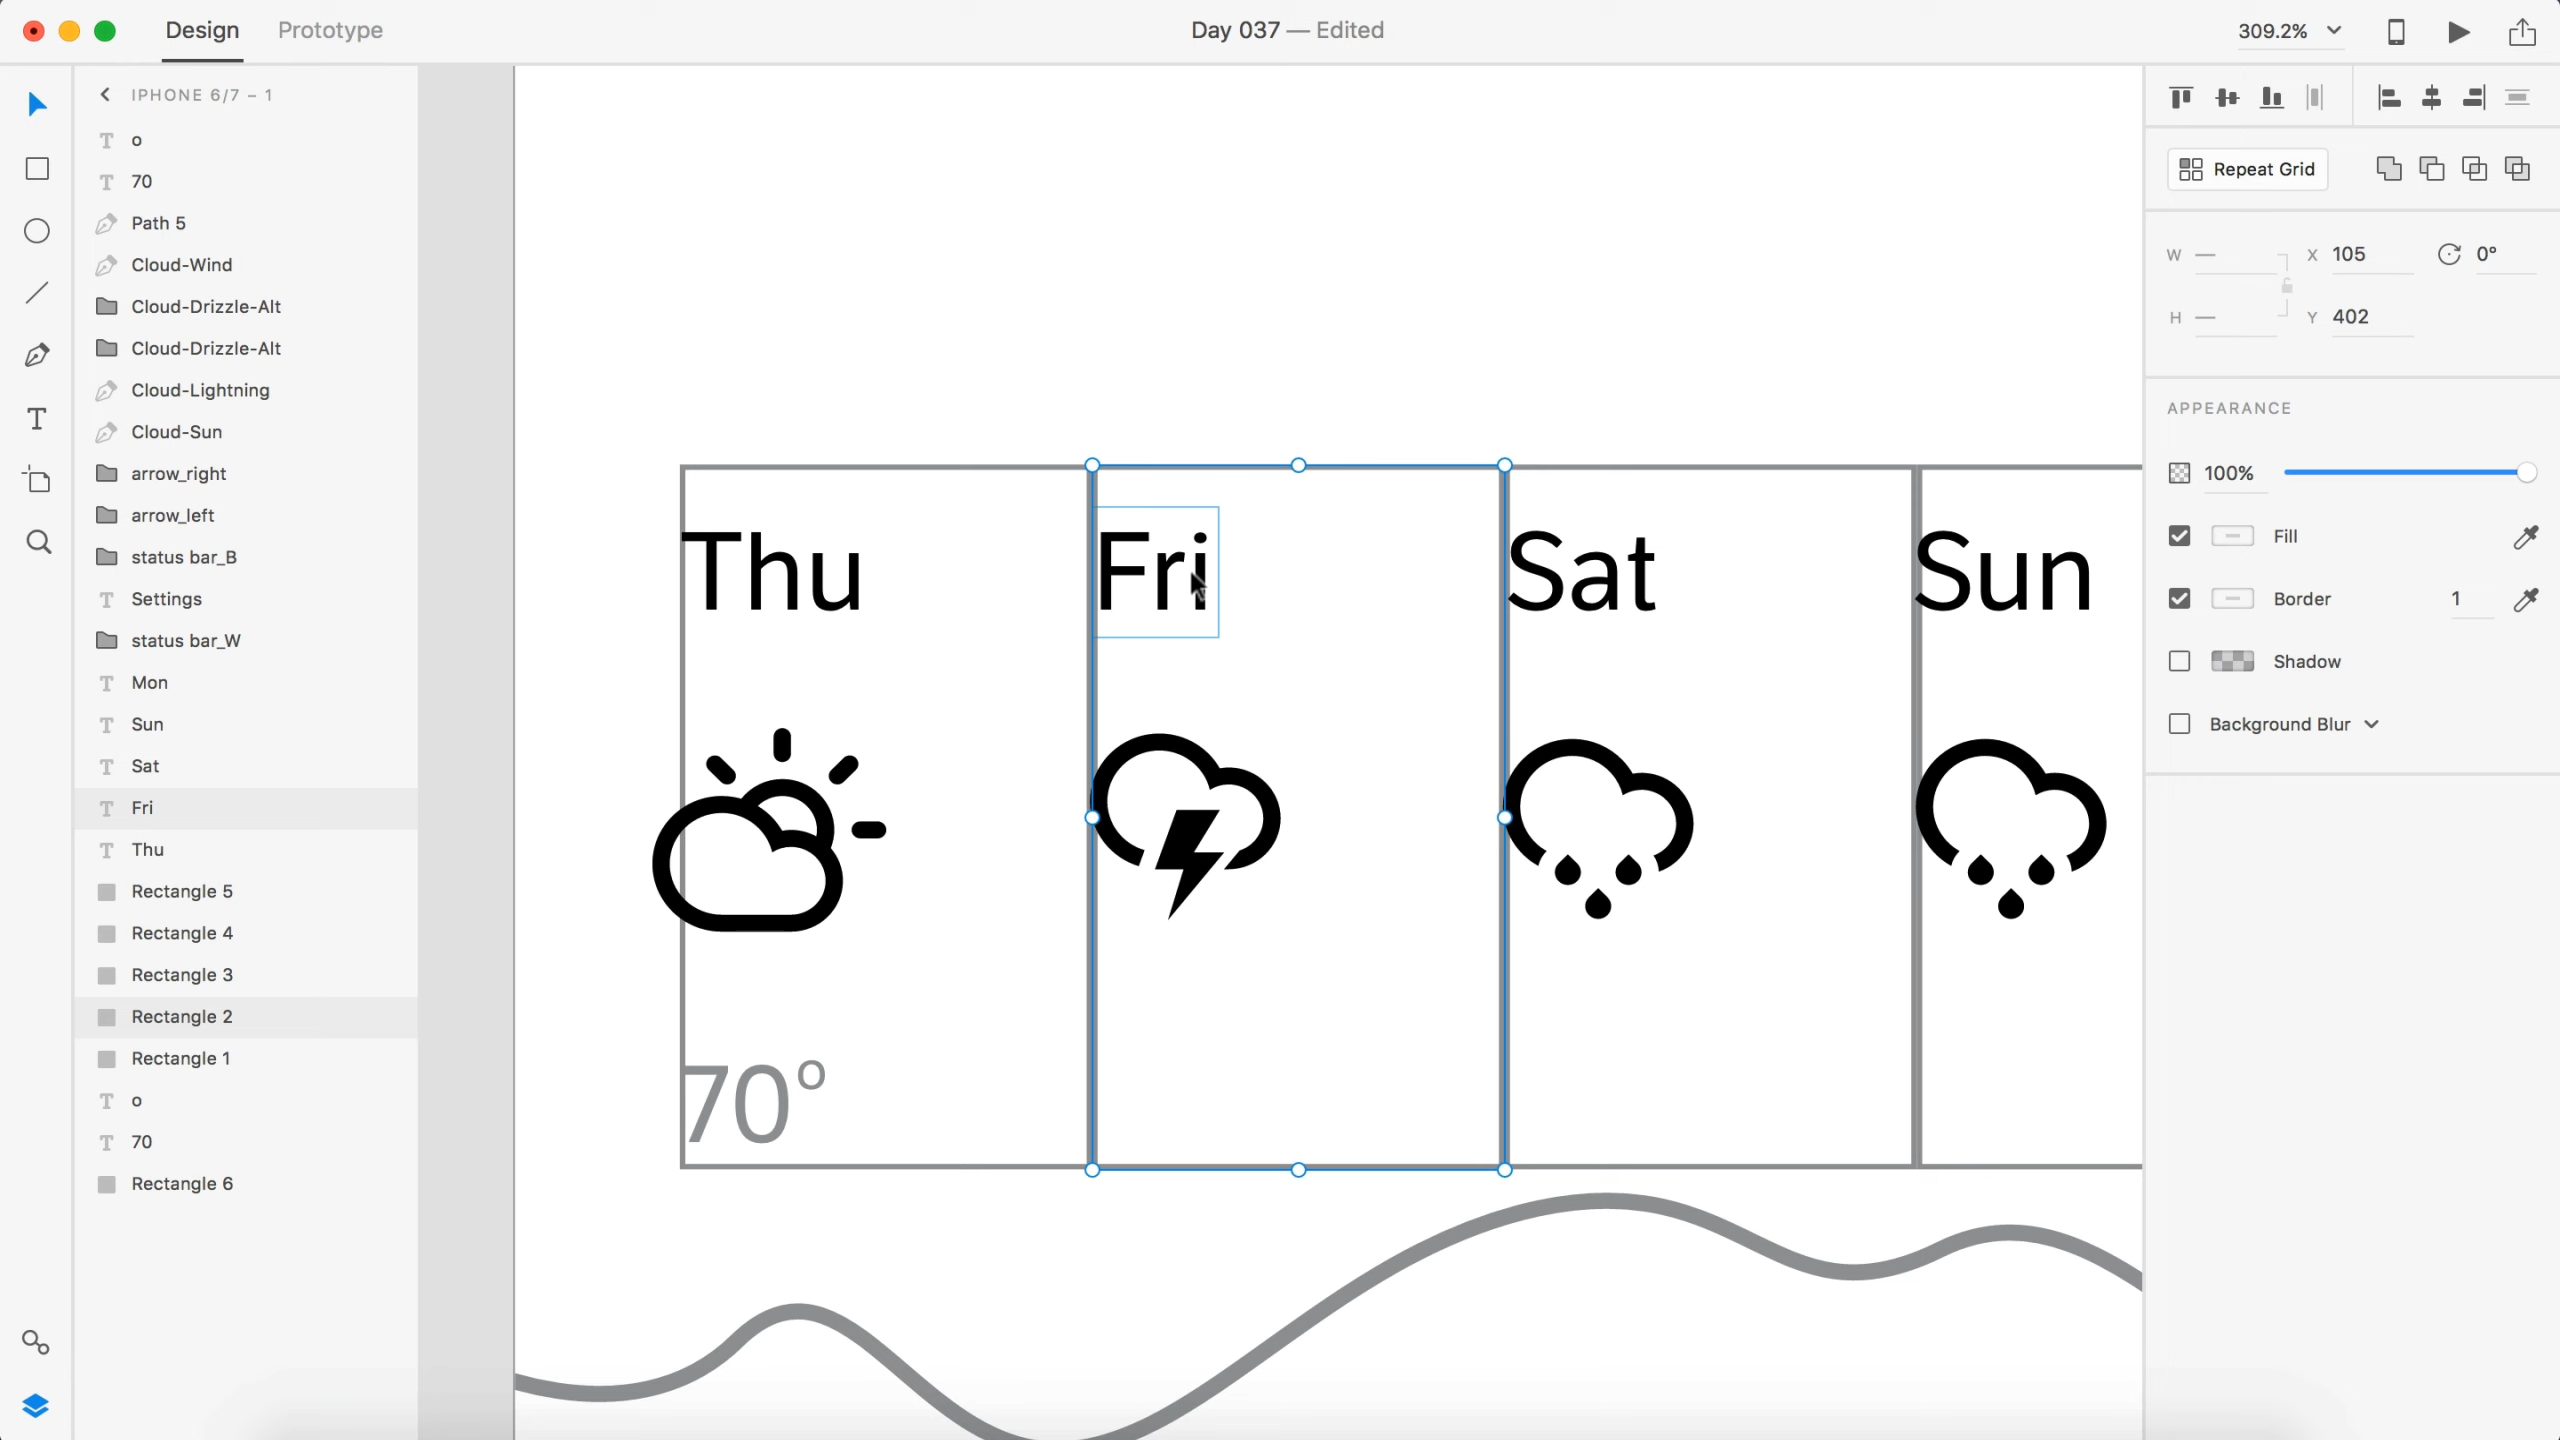 Design Prototype Day 037 — Edited 309.2%
IPHONE 6/7 – 1
o
70
Path 5
Cloud-Wind
Cloud-Drizzle-Alt
Cloud-Drizzle-Alt
Cloud-Lightning
Cloud-Sun
arrow_right
arrow_left
status bar_B
Settings
status bar_W
Mon
Sun
Sat
Fri
Thu
Rectangle 5
Rectangle 4
Rectangle 3
Rectangle 2
Rectangle 1
o
70
Rectangle 6
Thu Fri Sat Sun
70°
Repeat Grid
W — X 105 0°
H — Y 402
APPEARANCE
100%
Fill
Border 1
Shadow
Background Blur